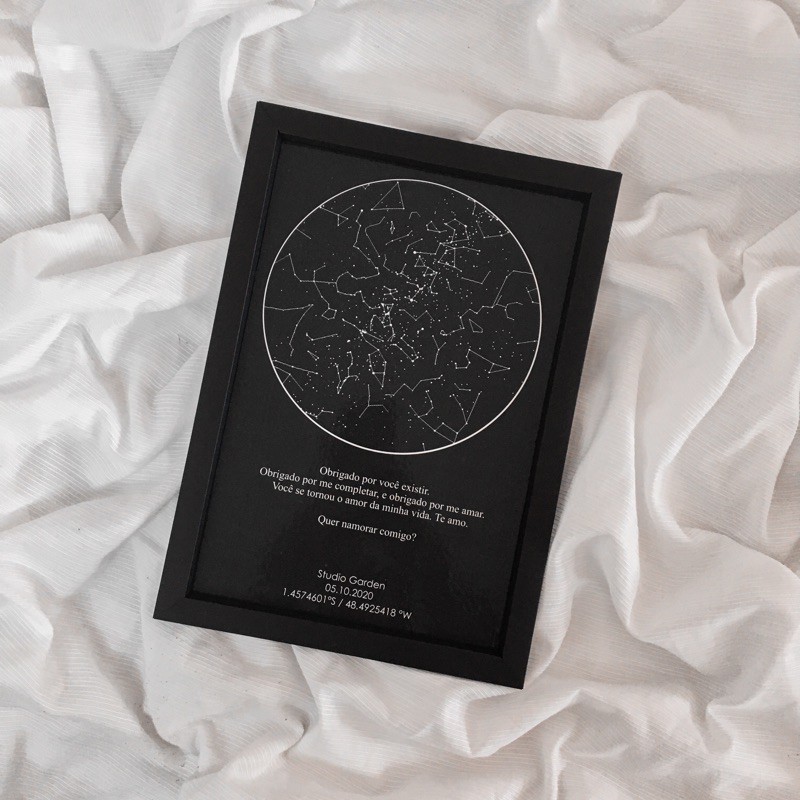 Obrigado por você existir.
Obrigado por me completar, e obrigado por me amar.
Você se tornou o amor da minha vida. Te amo.
Quer namorar comigo?
Studio Garden
05.10.2020
1.4574601°S / 48.4925418 °W